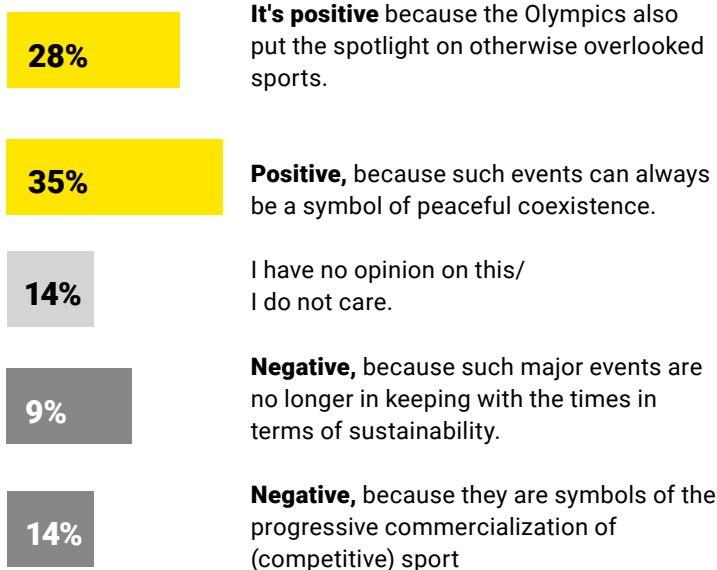 28%
It's positive because the Olympics also
put the spotlight on otherwise overlooked
sports.
35%
Positive, because such events can always
be a symbol of peaceful coexistence.
14%
I have no opinion on this/
I do not care.
9%
Negative, because such major events are
no longer in keeping with the times in
terms of sustainability.
14%
Negative, because they are symbols of the
progressive commercialization of
(competitive) sport